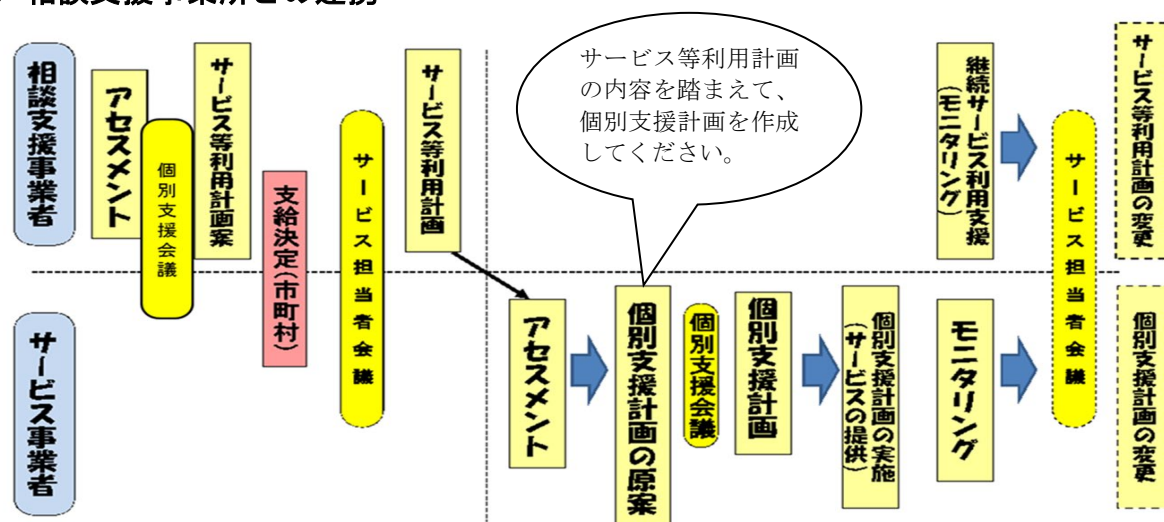 相談支援事業所との連携
相談支援事業者
アセスメント
個別支援会議
サービス等利用計画案
支給決定(市町村)
サービス担当者会議
サービス等利用計画
サービス等利用計画
の内容を踏まえて、
個別支援計画を作成
してください。
継続サービス利用支援
(モニタリング)
サービス担当者会議
サービス等利用計画の変更
サービス事業者
アセスメント
個別支援計画の原案
個別支援会議
個別支援計画
個別支援計画の実施
(サービスの提供)
モニタリング
個別支援計画の変更